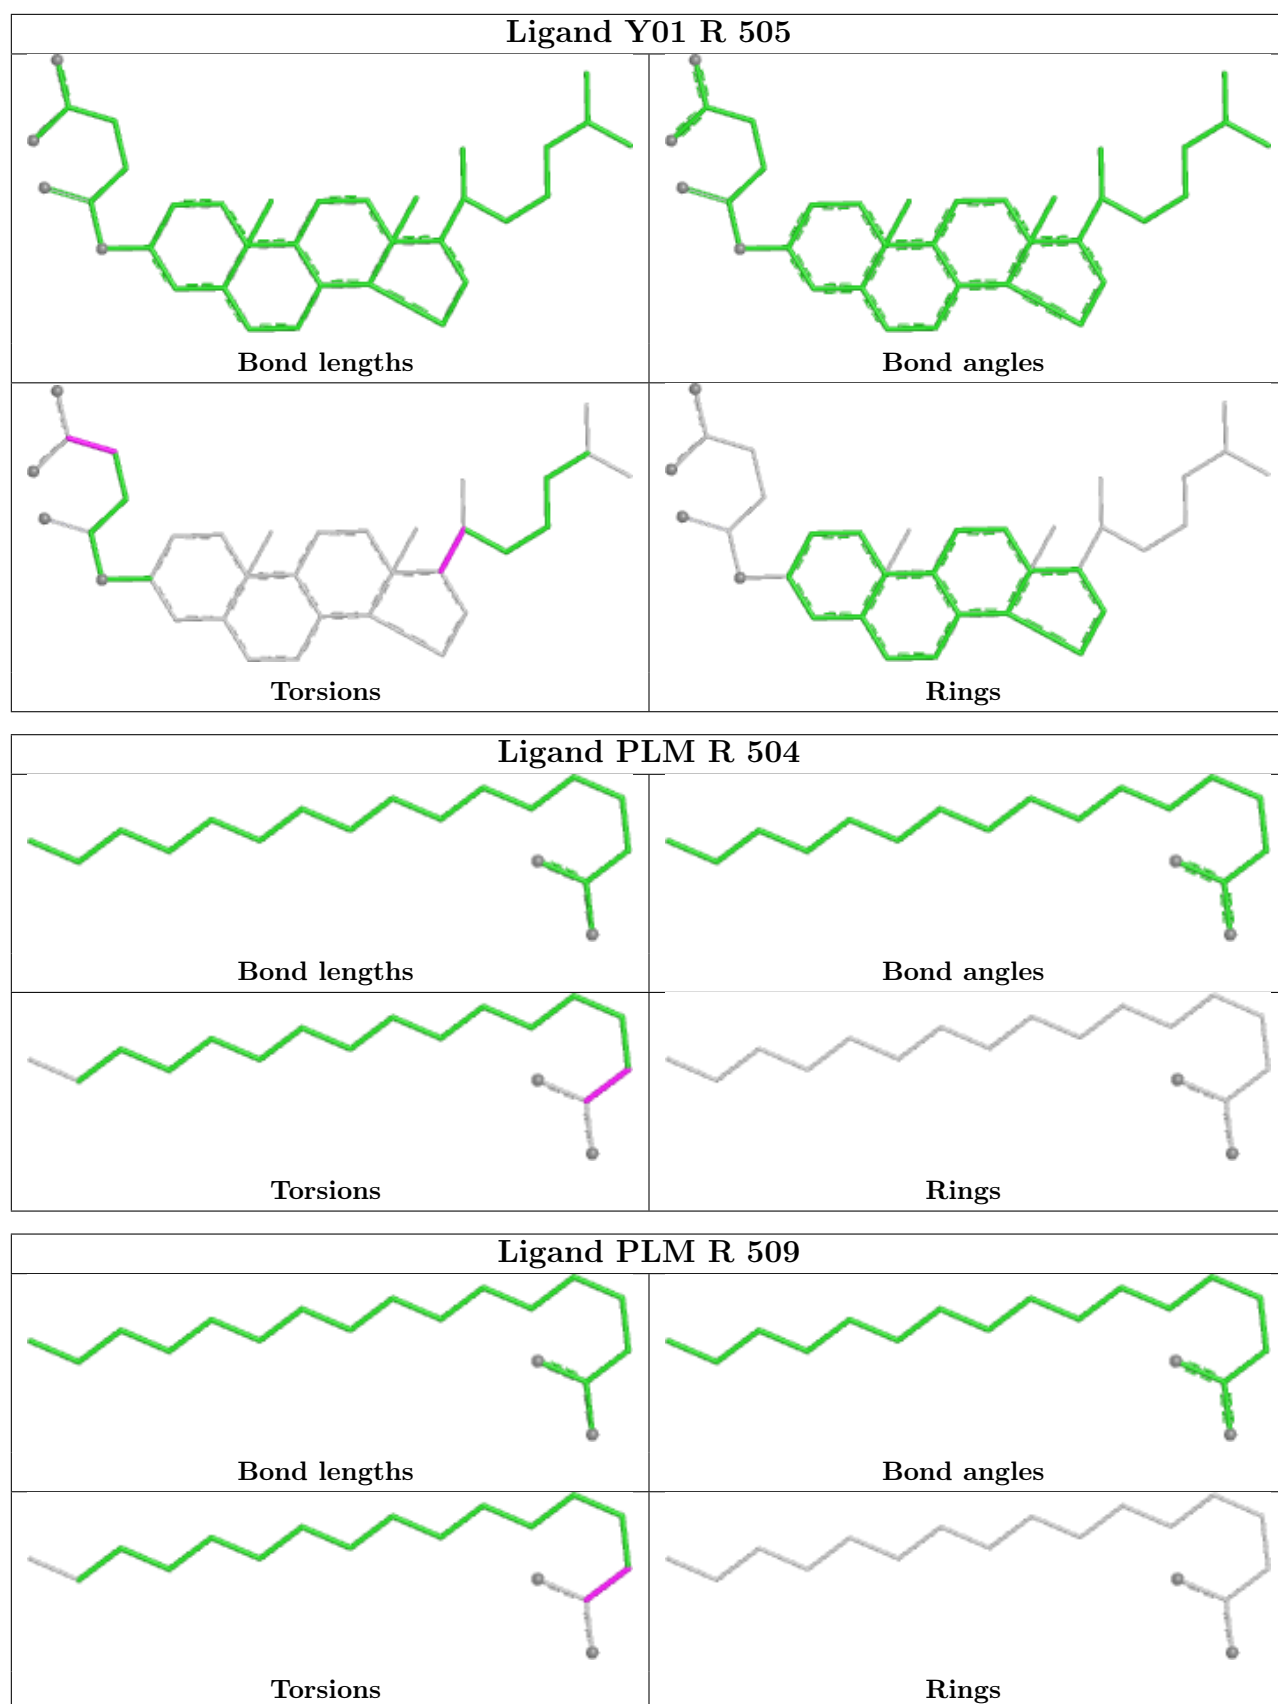 Ligand Y01 R 505
Bond lengths
Bond angles
Torsions
Rings
Ligand PLM R 504
Bond lengths
Bond angles
Torsions
Rings
Ligand PLM R 509
Bond lengths
Bond angles
Torsions
Rings